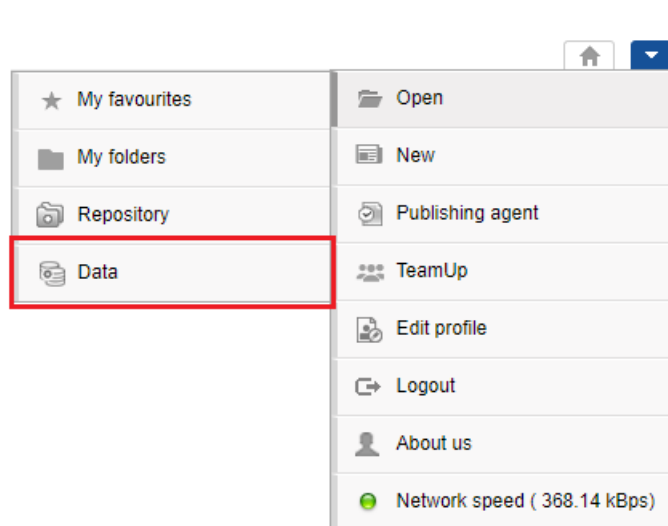 My favourites
My folders
Repository
Data
Open
New
Publishing agent
TeamUp
Edit profile
Logout
About us
Network speed ( 368.14 kBps)